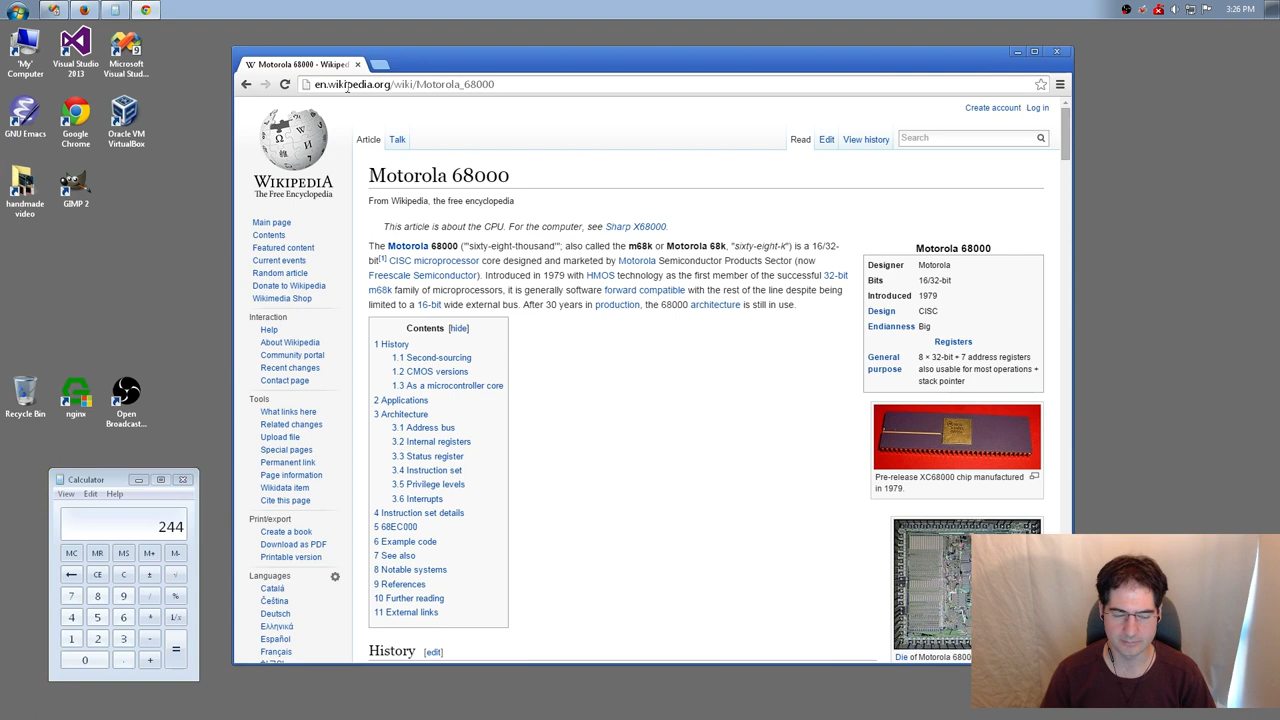 3:26 PM
'My' Computer
Visual Studio 2013
Microsoft Visual Stud...
GNU Emacs
Google Chrome
Oracle VM VirtualBox
handmade video
GIMP 2
Recycle Bin
nginx
Open Broadcast...
Calculator
View Edit Help
244
MC MR MS M+ M-
← CE C ± √
7 8 9 / %
4 5 6 * 1/x
1 2 3 - =
0 . +
Motorola 68000 - Wikiped
en.wikipedia.org/wiki/Motorola_68000
Create account Log in
Article Talk
Read Edit View history
Search
WIKIPEDIA
The Free Encyclopedia
Main page
Contents
Featured content
Current events
Random article
Donate to Wikipedia
Wikimedia Shop
Interaction
Help
About Wikipedia
Community portal
Recent changes
Contact page
Tools
What links here
Related changes
Upload file
Special pages
Permanent link
Page information
Wikidata item
Cite this page
Print/export
Create a book
Download as PDF
Printable version
Languages
Català
Čeština
Deutsch
Ελληνικά
Español
Français
Motorola 68000
From Wikipedia, the free encyclopedia
This article is about the CPU. For the computer, see Sharp X68000.
The Motorola 68000 ("'sixty-eight-thousand'"; also called the m68k or Motorola 68k, "sixty-eight-k") is a 16/32-
bit[1] CISC microprocessor core designed and marketed by Motorola Semiconductor Products Sector (now
Freescale Semiconductor). Introduced in 1979 with HMOS technology as the first member of the successful 32-bit
m68k family of microprocessors, it is generally software forward compatible with the rest of the line despite being
limited to a 16-bit wide external bus. After 30 years in production, the 68000 architecture is still in use.
Contents [hide]
1 History
1.1 Second-sourcing
1.2 CMOS versions
1.3 As a microcontroller core
2 Applications
3 Architecture
3.1 Address bus
3.2 Internal registers
3.3 Status register
3.4 Instruction set
3.5 Privilege levels
3.6 Interrupts
4 Instruction set details
5 68EC000
6 Example code
7 See also
8 Notable systems
9 References
10 Further reading
11 External links
History [edit]
Motorola 68000
Designer Motorola
Bits 16/32-bit
Introduced 1979
Design CISC
Endianness Big
Registers
General purpose 8 × 32-bit + 7 address registers
also usable for most operations +
stack pointer
Pre-release XC68000 chip manufactured
in 1979.
Die of Motorola 68000